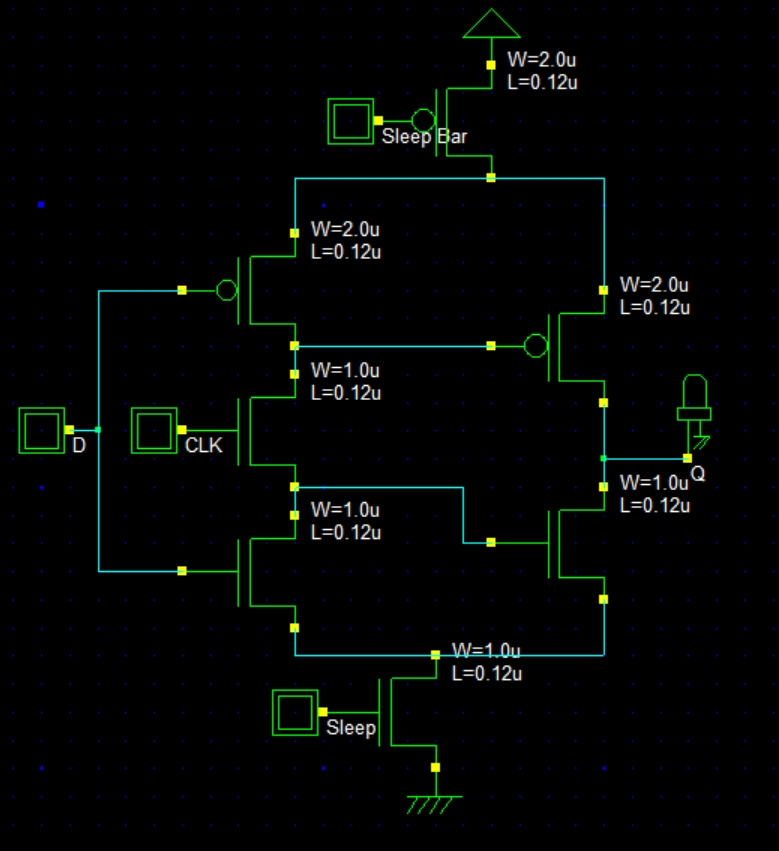 W=2.0u
L=0.12u
Sleep Bar
W=2.0u
L=0.12u
W=2.0u
L=0.12u
W=1.0u
L=0.12u
D
CLK
Q
W=1.0u
L=0.12u
W=1.0u
L=0.12u
W=1.0u
L=0.12u
Sleep